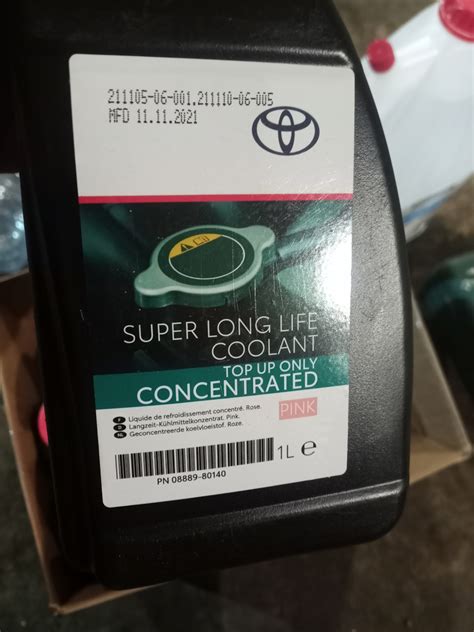 211105-06-001.211110-06-005
MFD 11.11.2021
SUPER LONG LIFE
COOLANT
TOP UP ONLY
CONCENTRATED
PINK
F Liquide de refroidissement concentré. Rose.
D Langzeit-Kühlmittelkonzentrat. Pink.
NL Geconcentreerde koelvloeistof. Roze.
1L e
PN 08889-80140